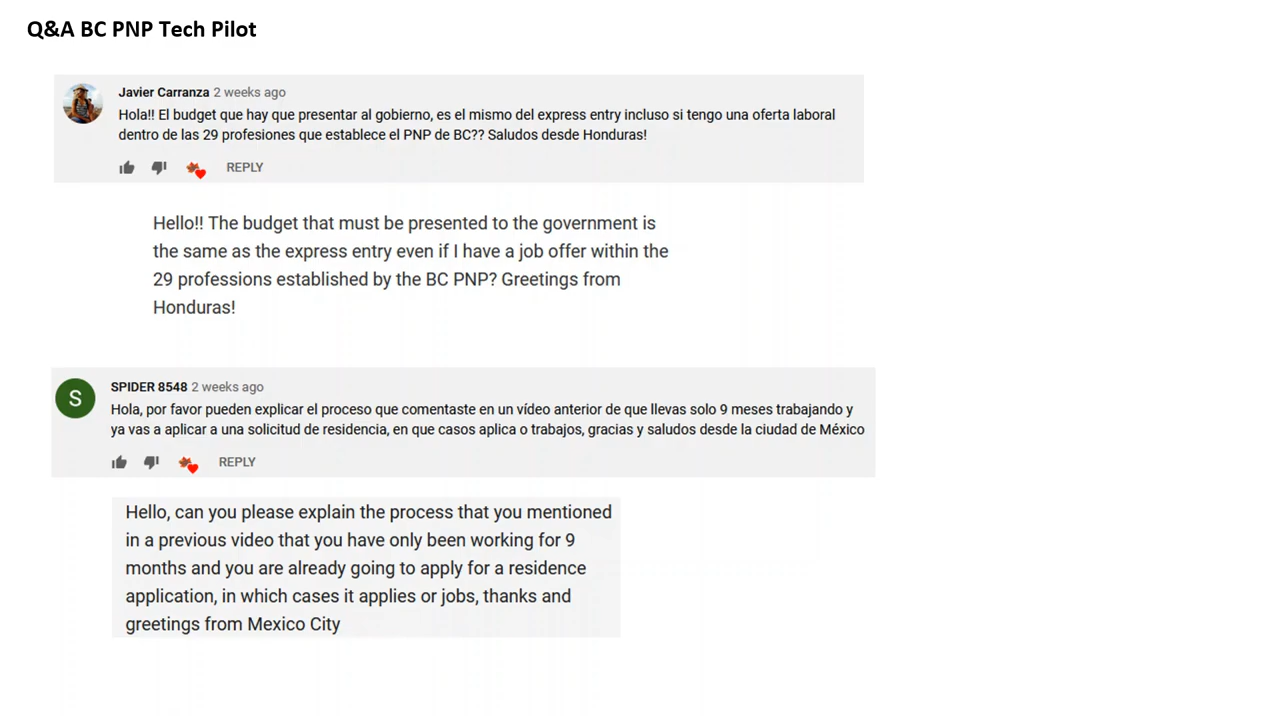 Q&A BC PNP Tech Pilot
Javier Carranza 2 weeks ago
Hola!! El budget que hay que presentar al gobierno, es el mismo del express entry incluso si tengo una oferta laboral
dentro de las 29 profesiones que establece el PNP de BC?? Saludos desde Honduras!
REPLY
Hello!! The budget that must be presented to the government is
the same as the express entry even if I have a job offer within the
29 professions established by the BC PNP? Greetings from
Honduras!
S
SPIDER 8548 2 weeks ago
Hola, por favor pueden explicar el proceso que comentaste en un vídeo anterior de que llevas solo 9 meses trabajando y
ya vas a aplicar a una solicitud de residencia, en que casos aplica o trabajos, gracias y saludos desde la ciudad de México
REPLY
Hello, can you please explain the process that you mentioned
in a previous video that you have only been working for 9
months and you are already going to apply for a residence
application, in which cases it applies or jobs, thanks and
greetings from Mexico City